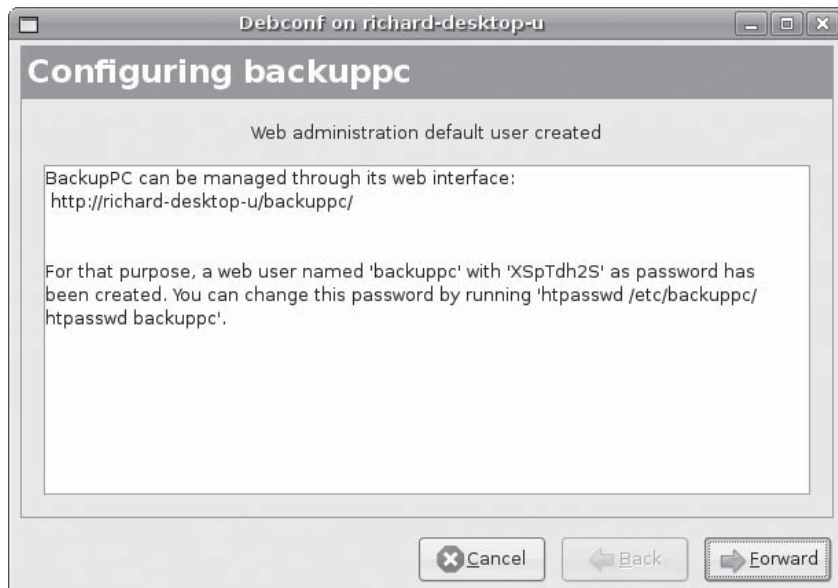 Debconf on richard-desktop-u
Configuring backuppc
Web administration default user created
BackupPC can be managed through its web interface:
http://richard-desktop-u/backuppc/
For that purpose, a web user named 'backuppc' with 'XSpTdh2S' as password has
been created. You can change this password by running 'htpasswd /etc/backuppc/
htpasswd backuppc'.
Cancel Back Forward